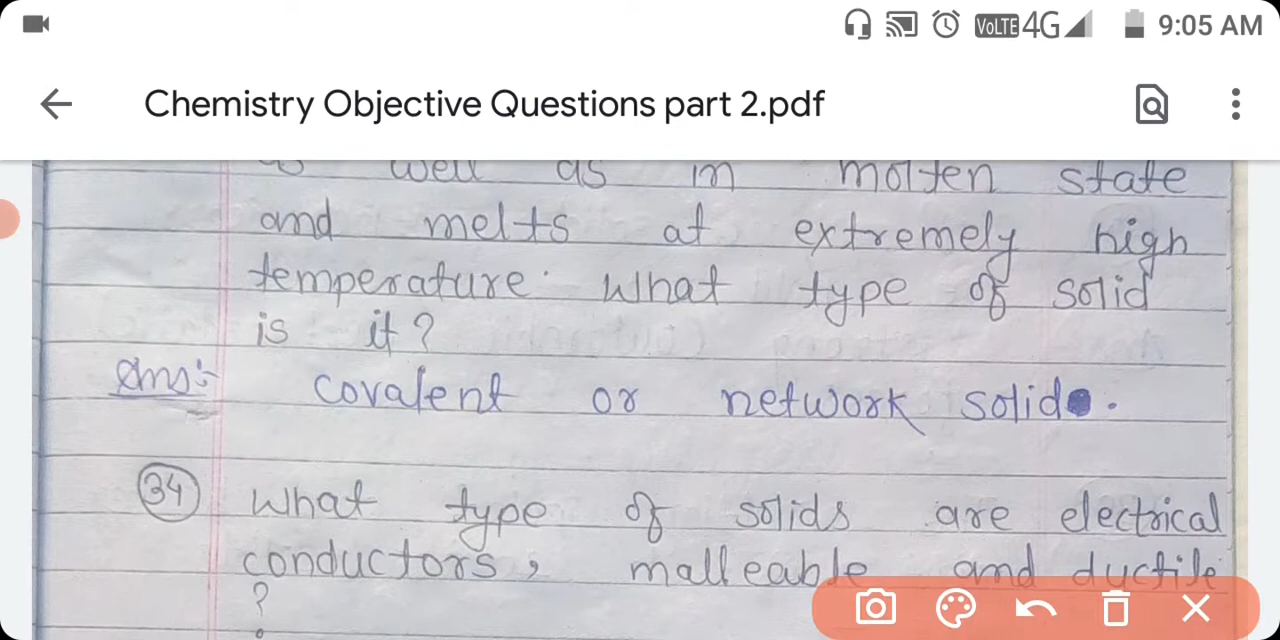 VoLTE 4G 9:05 AM
Chemistry Objective Questions part 2.pdf
well as in molten state
and melts at extremely high
temperature. What type of solid
is it?
Ans:- Covalent or network solid.
34 What type of solids are electrical
conductors, malleable and ductile
?